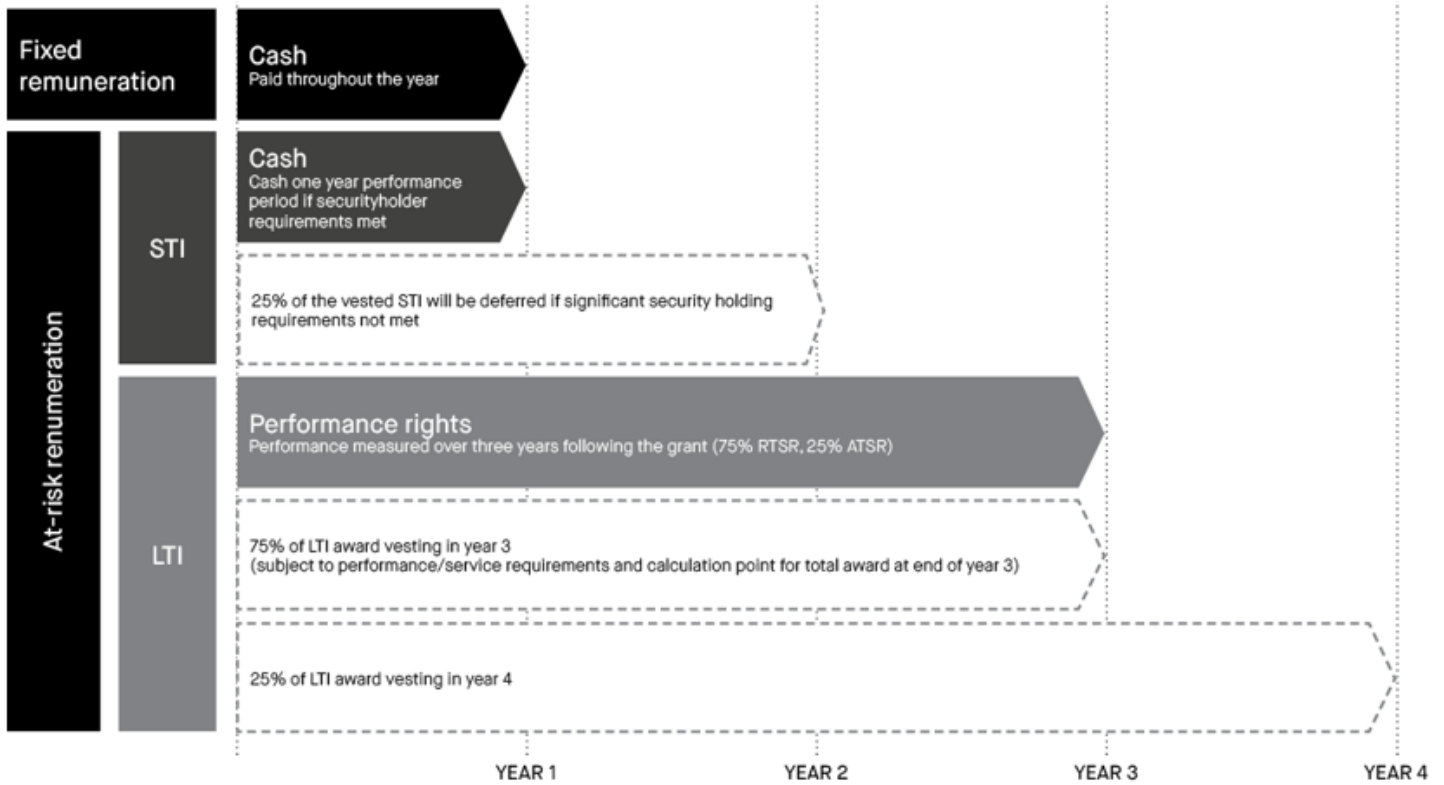 Fixed
remuneration
Cash
Paid throughout the year
At-risk renumeration
STI
Cash
Cash one year performance
period if securityholder
requirements met
25% of the vested STI will be deferred if significant security holding
requirements not met
LTI
Performance rights
Performance measured over three years following the grant (75% RTSR, 25% ATSR)
75% of LTI award vesting in year 3
(subject to performance/service requirements and calculation point for total award at end of year 3)
25% of LTI award vesting in year 4
YEAR 1
YEAR 2
YEAR 3
YEAR 4